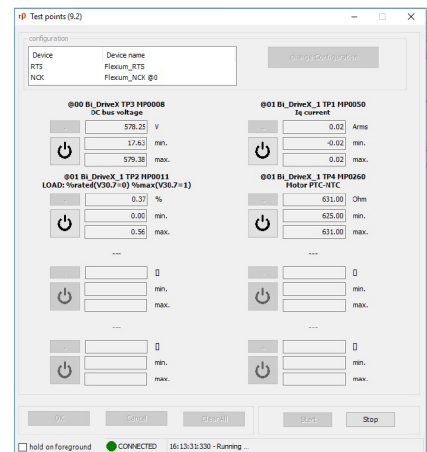 Test points (9.2)
configuration
Device Device name
RTS Flexium_RTS
NCK Flexium_NCK @0
change Configuration
@00 Bi_DriveX TP3 MP0008
DC bus voltage
578.25 V
17.63 min.
579.38 max.
@01 Bi_DriveX_1 TP1 MP0050
Iq current
0.02 Arms
-0.02 min.
0.02 max.
@01 Bi_DriveX_1 TP2 MP0011
LOAD: %rated(V30.7=0) %max(V30.7=1)
0.37 %
0.00 min.
0.56 max.
@01 Bi_DriveX_1 TP4 MP0260
Motor PTC-NTC
631.00 Ohm
625.00 min.
631.00 max.
---
[]
min.
max.
---
[]
min.
max.
---
[]
min.
max.
---
[]
min.
max.
OK Cancel Clear All Start Stop
hold on foreground CONNECTED 16:13:31:330 - Running ...